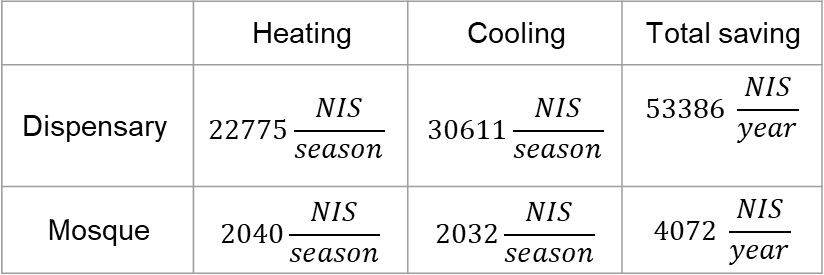 Heating Cooling Total saving
Dispensary 22775 NIS/season 30611 NIS/season 53386 NIS/year
Mosque 2040 NIS/season 2032 NIS/season 4072 NIS/year